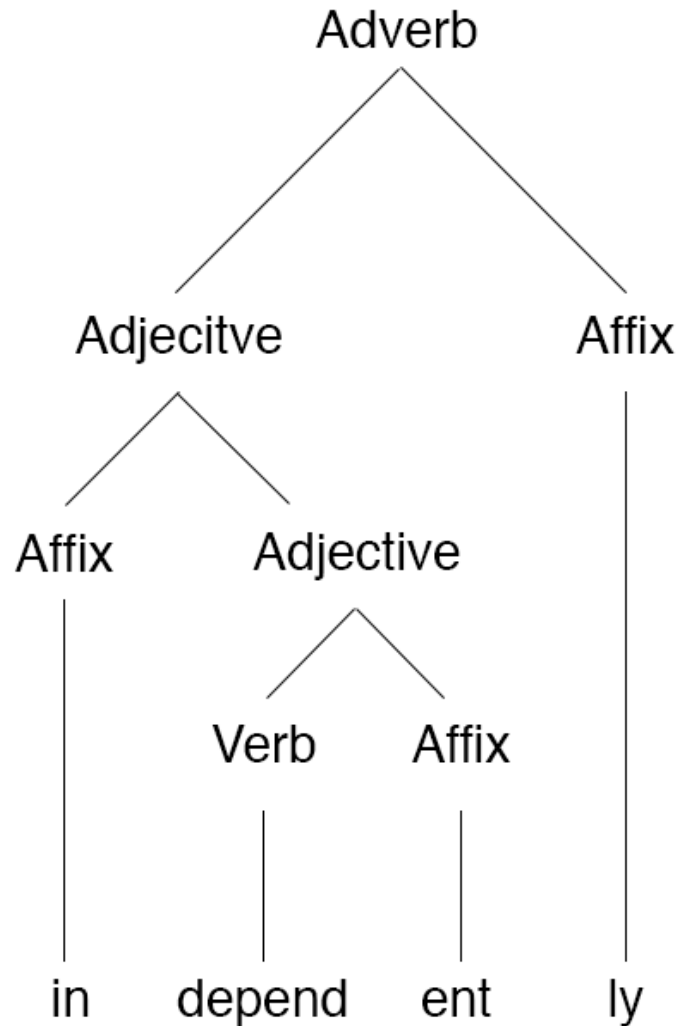 Adverb
Adjecitve Affix
Affix Adjective
Verb Affix
in depend ent ly